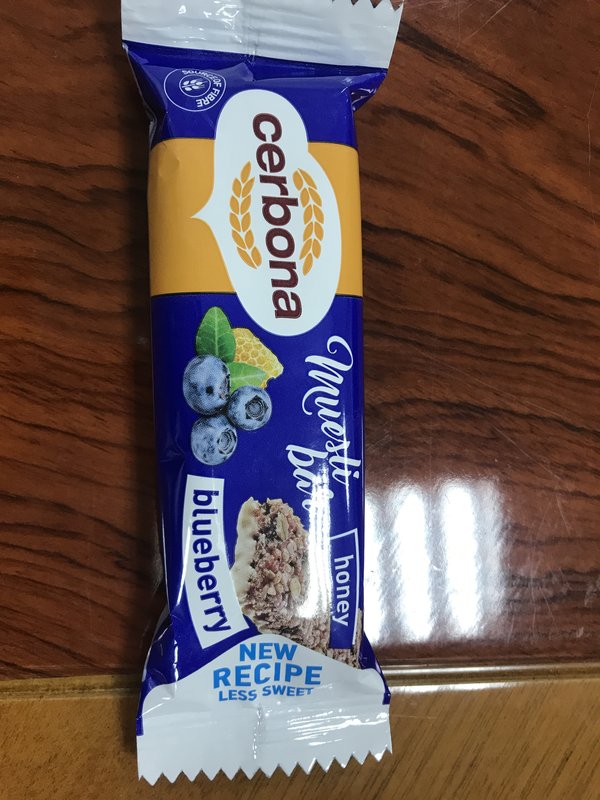 SOURCE OF FIBRE
cerbona
Muesli
bar
honey
blueberry
NEW
RECIPE
LESS SWEET